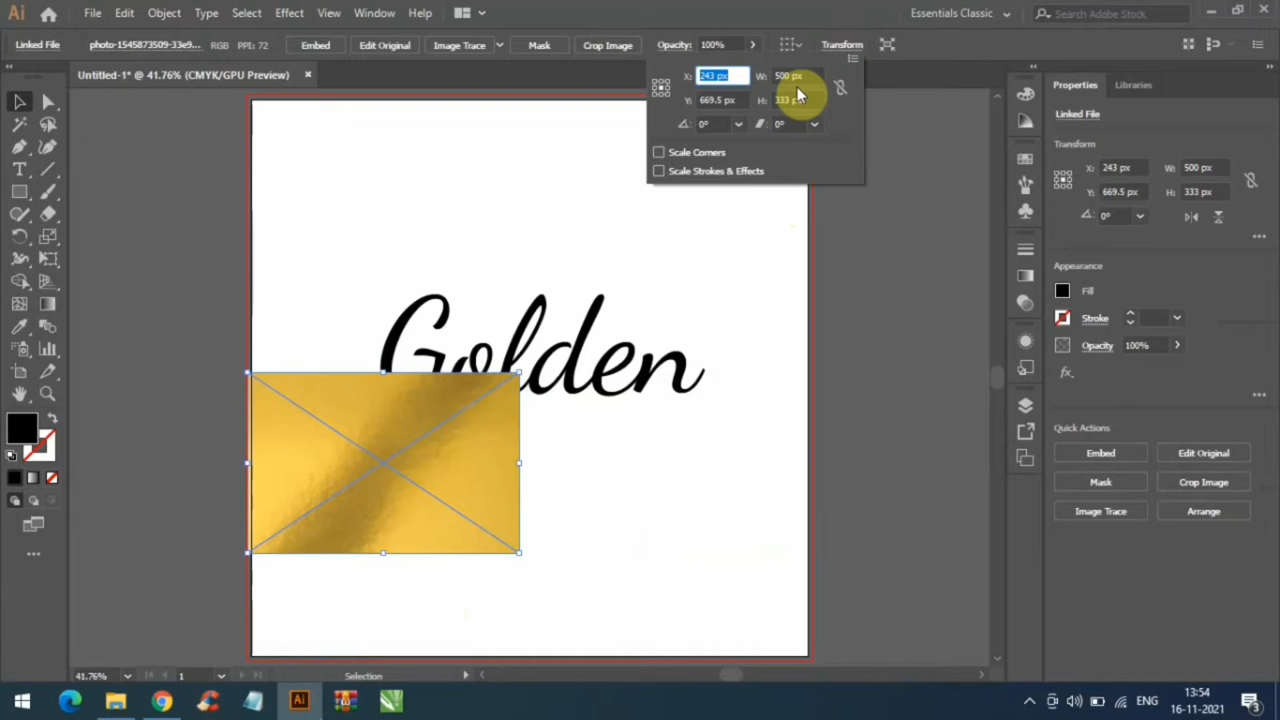 Ai File Edit Object Type Select Effect View Window Help Essentials Classic Search Adobe Stock
Linked File photo-1545873509-33e9... RGB PPI: 72 Embed Edit Original Image Trace Mask Crop Image Opacity: 100% Transform
Untitled-1* @ 41.76% (CMYK/GPU Preview) ×
X: 243 px W: 500 px
Y: 669.5 px H: 333 px
0° 0°
Scale Corners
Scale Strokes & Effects
Properties Libraries
Linked File
Transform
X: 243 px W: 500 px
Y: 669.5 px H: 333 px
0°
Appearance
Fill
Stroke
Opacity 100%
fx.
Quick Actions
Embed Edit Original
Mask Crop Image
Image Trace Arrange
Golden
41.76% 1 Selection
Ai ENG 13:54
16-11-2021 3